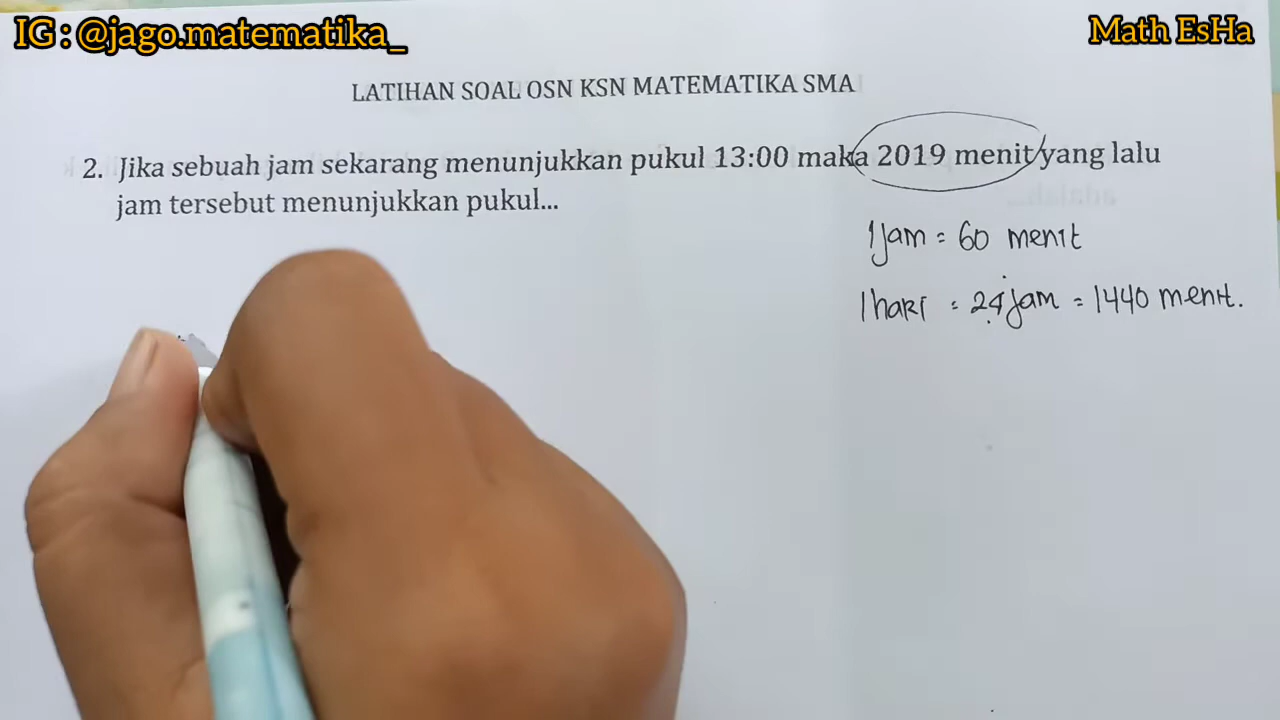 IG : @jago.matematika_
Math EsHa
LATIHAN SOAL OSN KSN MATEMATIKA SMA
2. Jika sebuah jam sekarang menunjukkan pukul 13:00 maka 2019 menit yang lalu
jam tersebut menunjukkan pukul...
1 jam = 60 menit
1 hari = 24 jam = 1440 menit.